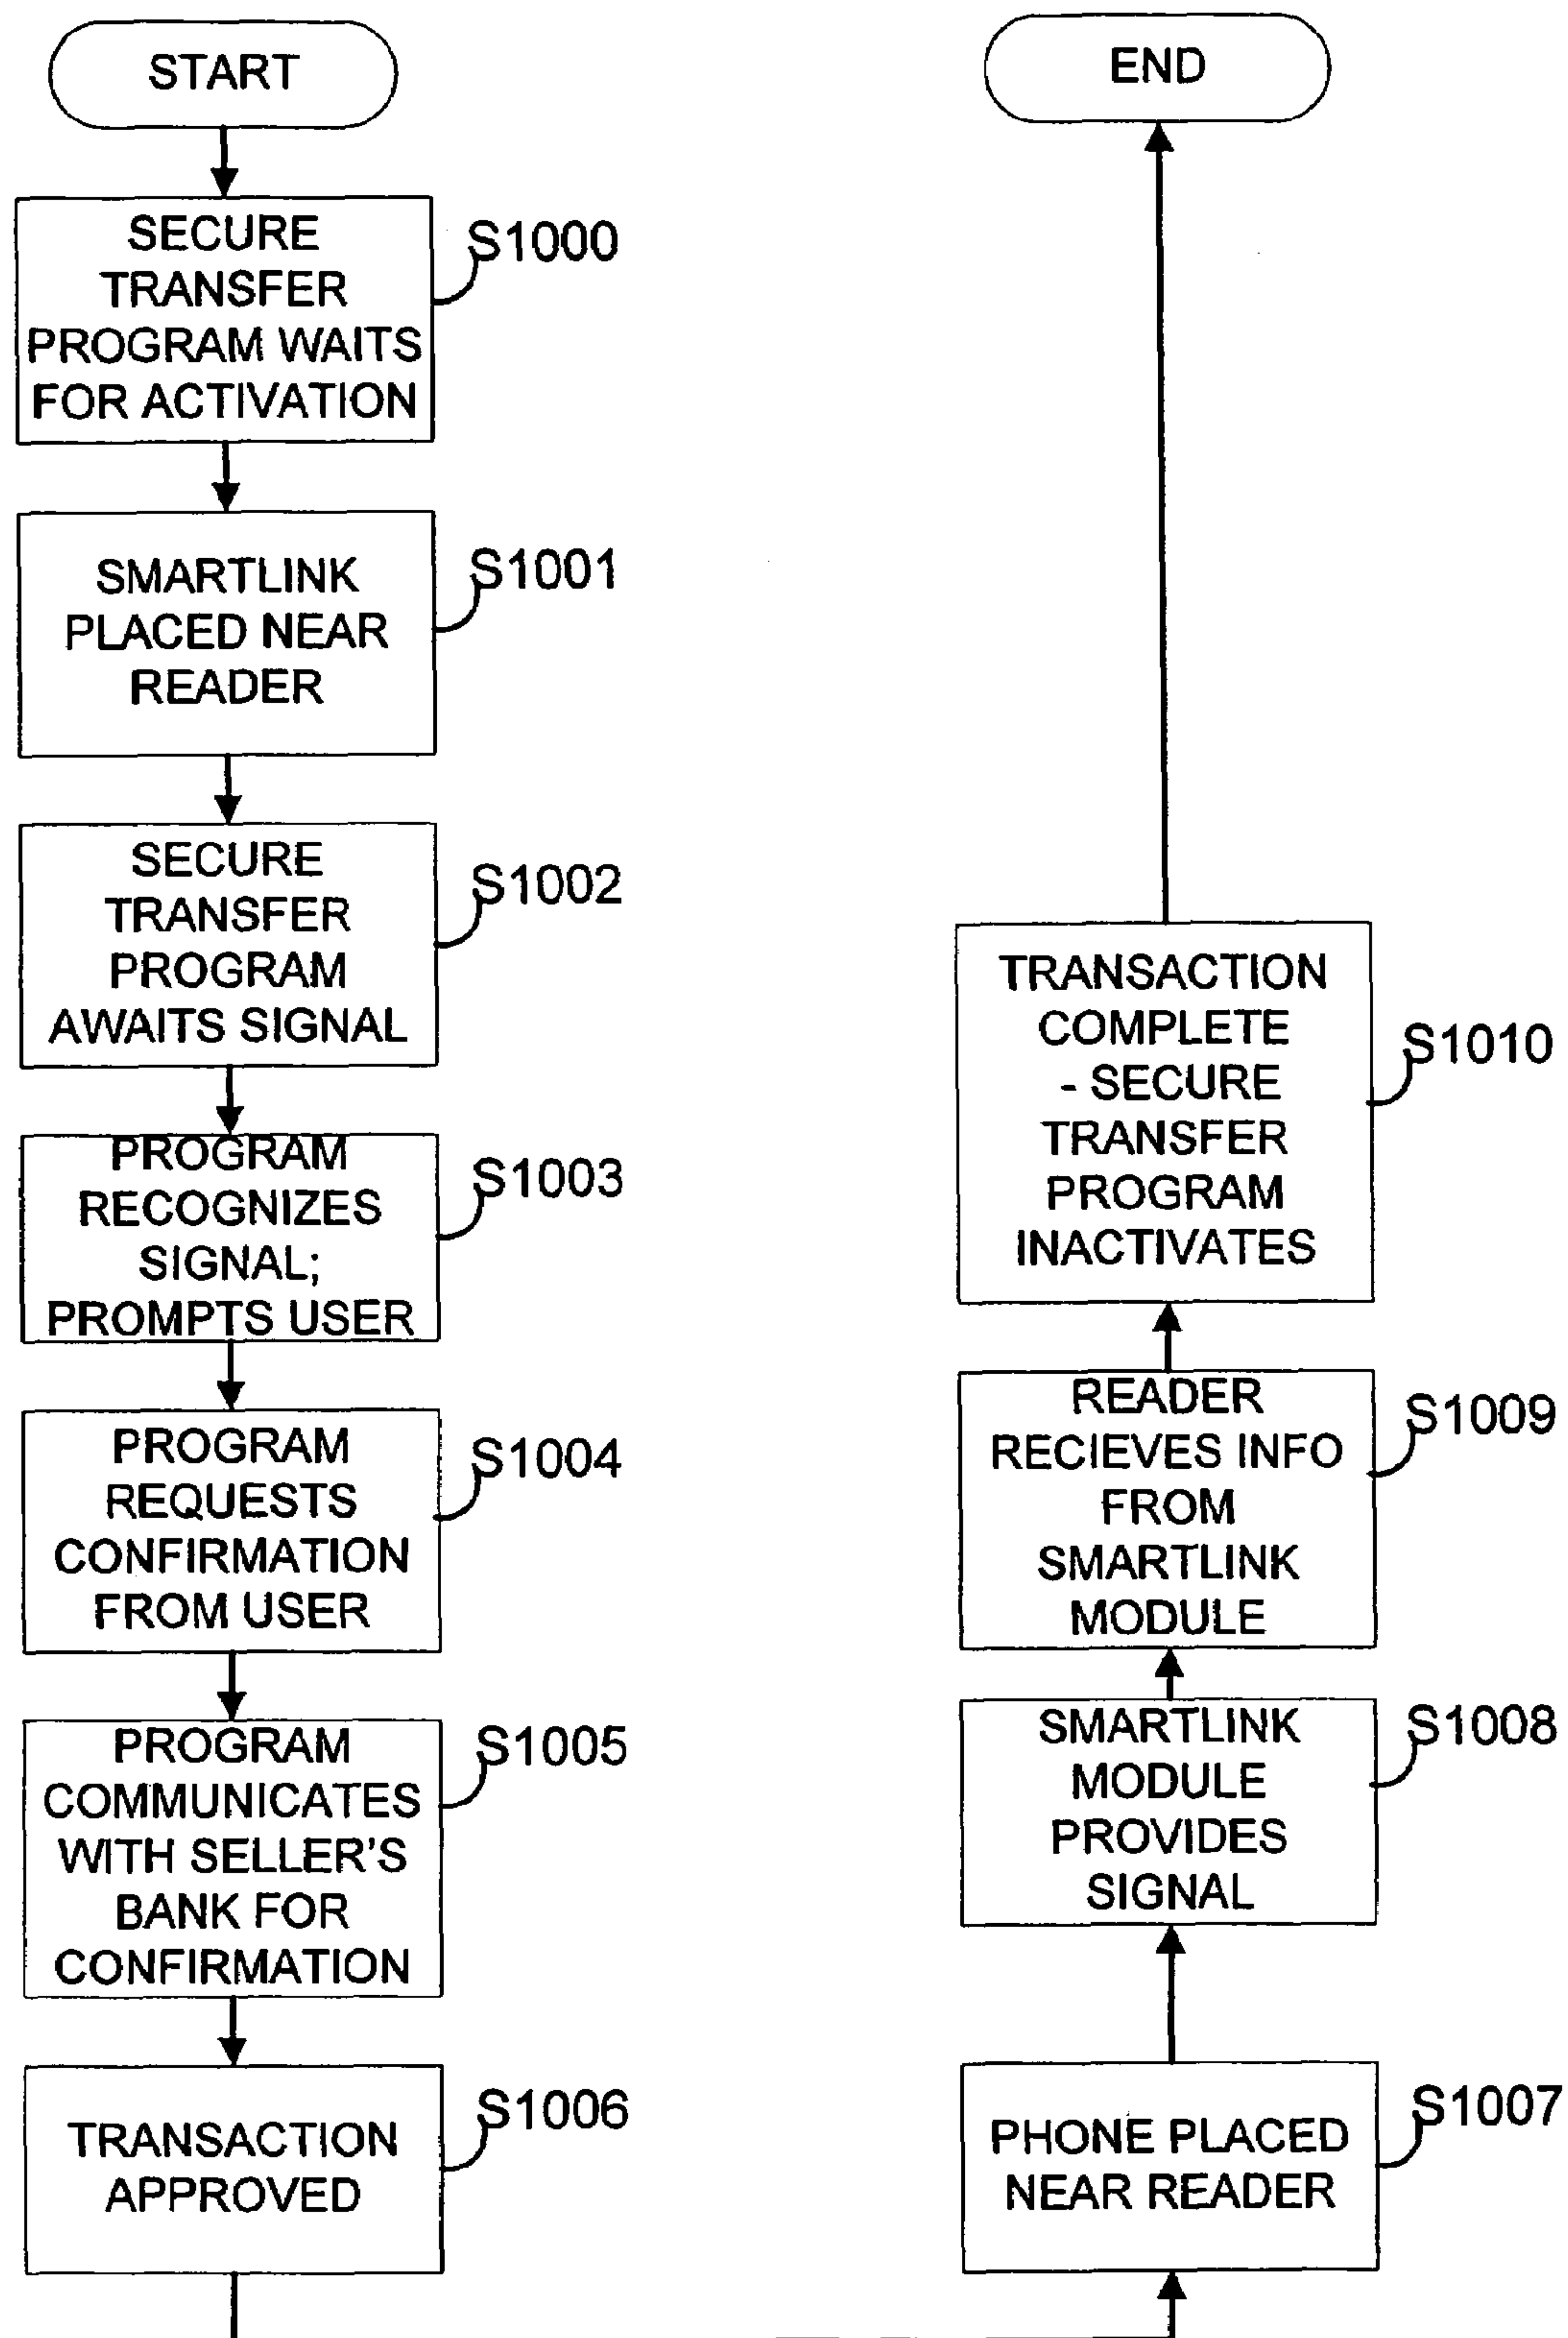 START
SECURE
TRANSFER
PROGRAM WAITS
FOR ACTIVATION
S1000
SMARTLINK
PLACED NEAR
READER
S1001
SECURE
TRANSFER
PROGRAM
AWAITS SIGNAL
S1002
PROGRAM
RECOGNIZES
SIGNAL;
PROMPTS USER
S1003
PROGRAM
REQUESTS
CONFIRMATION
FROM USER
S1004
PROGRAM
COMMUNICATES
WITH SELLER'S
BANK FOR
CONFIRMATION
S1005
TRANSACTION
APPROVED
S1006
PHONE PLACED
NEAR READER
S1007
SMARTLINK
MODULE
PROVIDES
SIGNAL
S1008
READER
RECIEVES INFO
FROM
SMARTLINK
MODULE
S1009
TRANSACTION
COMPLETE
- SECURE
TRANSFER
PROGRAM
INACTIVATES
S1010
END